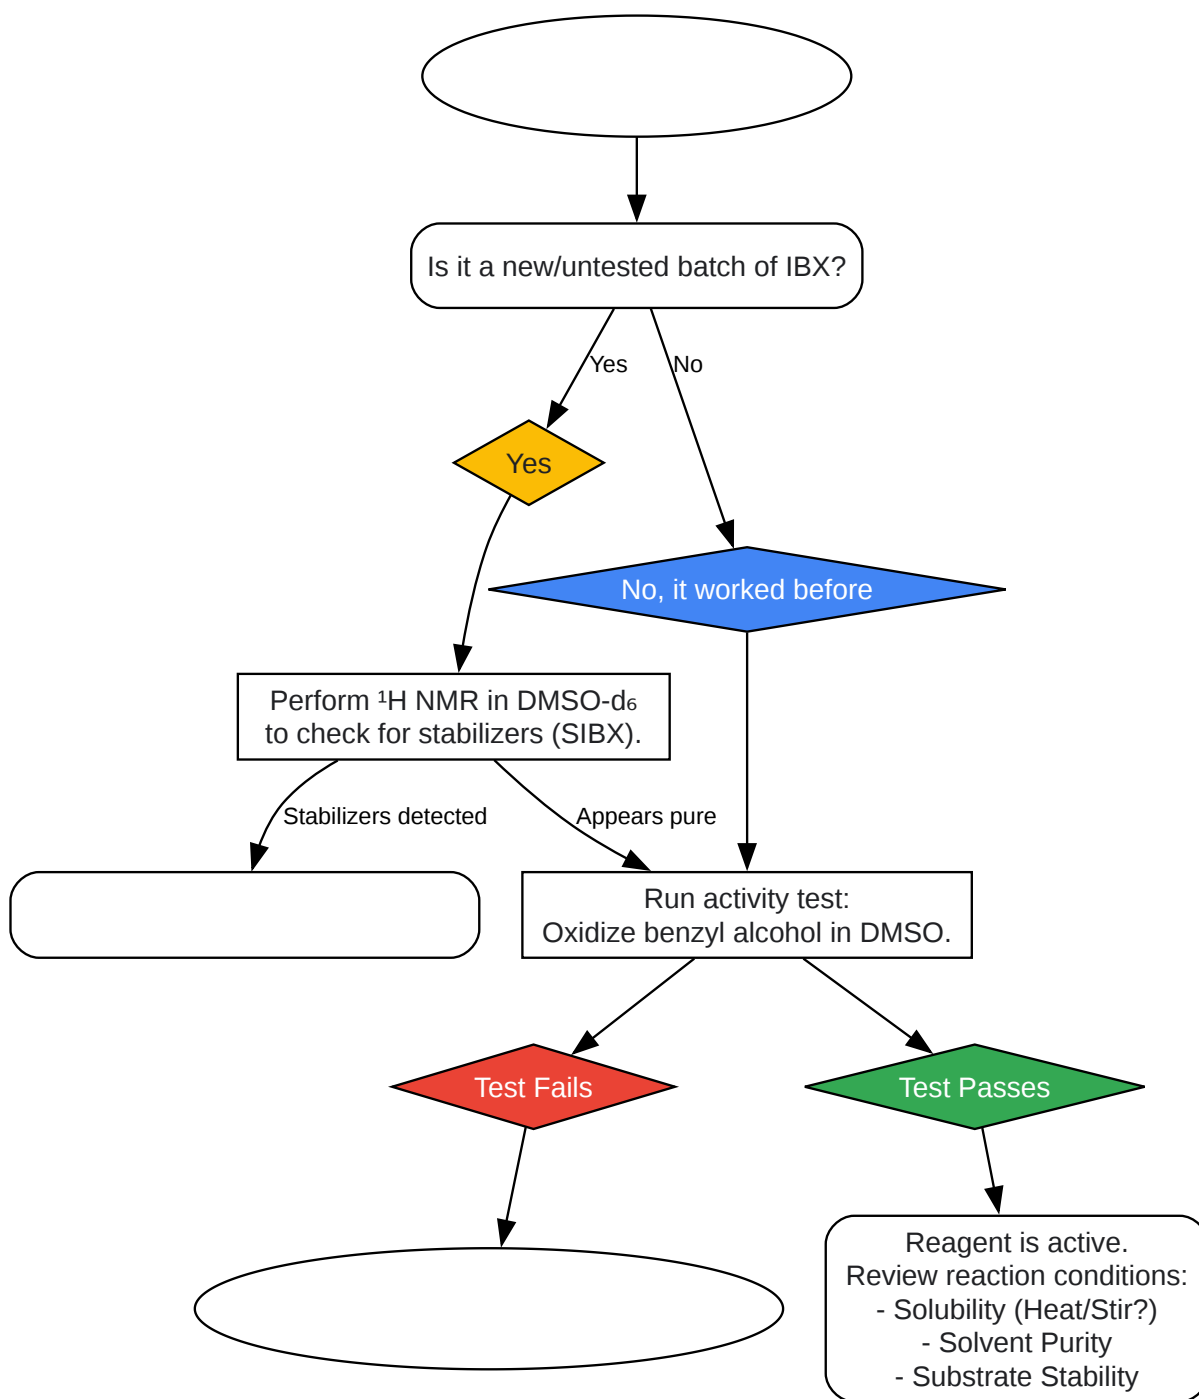 Is it a new/untested batch of IBX?
Yes
No
Yes
No, it worked before
Perform ¹H NMR in DMSO-d₆
to check for stabilizers (SIBX).
Stabilizers detected
Appears pure
Run activity test:
Oxidize benzyl alcohol in DMSO.
Test Fails
Test Passes
Reagent is active.
Review reaction conditions:
- Solubility (Heat/Stir?)
- Solvent Purity
- Substrate Stability